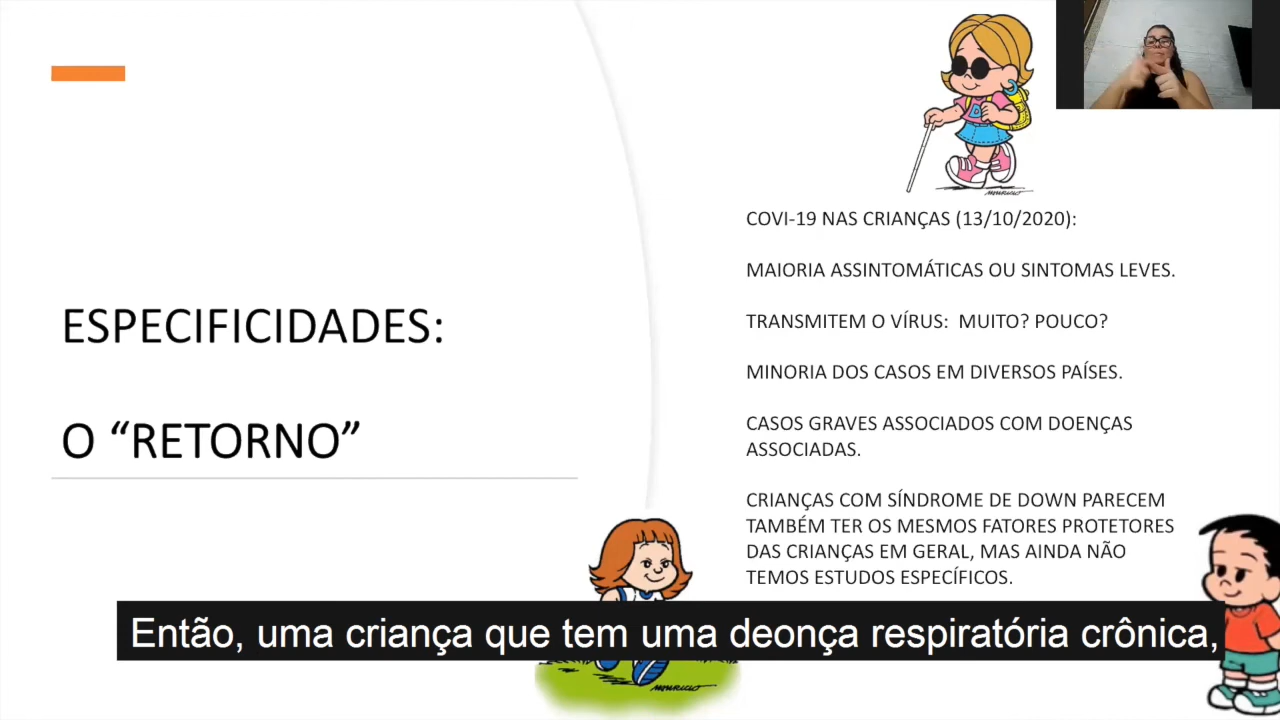 ESPECIFICIDADES:
O “RETORNO”
MAURICIO
COVI-19 NAS CRIANÇAS (13/10/2020):
MAIORIA ASSINTOMÁTICAS OU SINTOMAS LEVES.
TRANSMITEM O VÍRUS:  MUITO? POUCO?
MINORIA DOS CASOS EM DIVERSOS PAÍSES.
CASOS GRAVES ASSOCIADOS COM DOENÇAS
ASSOCIADAS.
CRIANÇAS COM SÍNDROME DE DOWN PARECEM
TAMBÉM TER OS MESMOS FATORES PROTETORES
DAS CRIANÇAS EM GERAL, MAS AINDA NÃO
TEMOS ESTUDOS ESPECÍFICOS.
Então, uma criança que tem uma deonça respiratória crônica,
MAURICIO